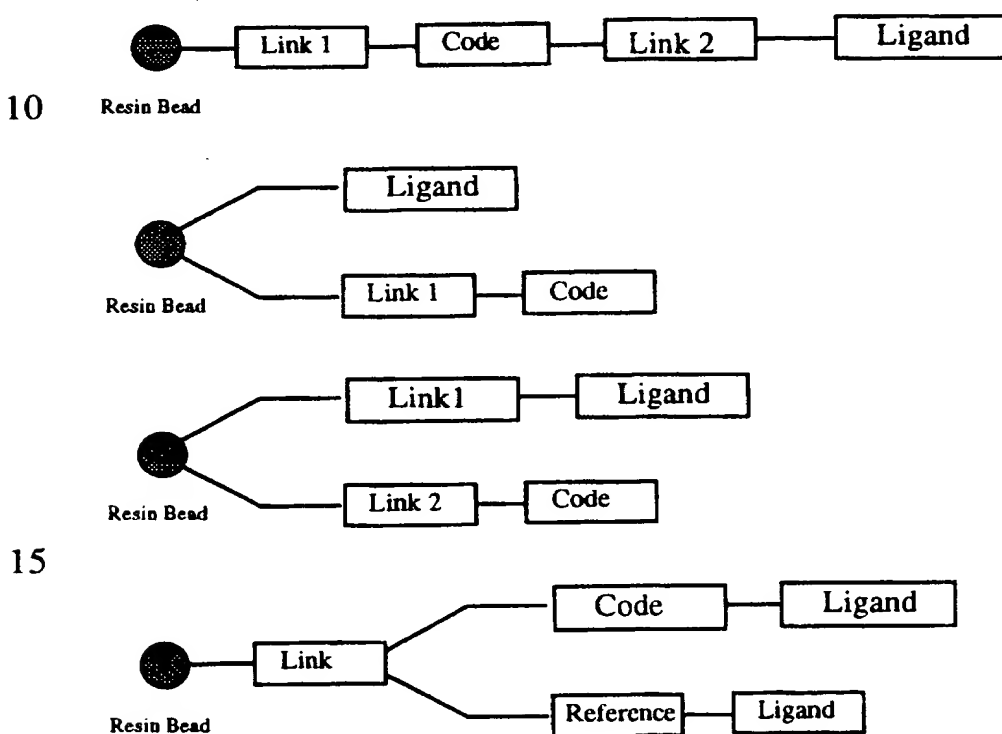 Link 1 Code Link 2 Ligand
10 Resin Bead
Ligand
Resin Bead
Link 1 Code
Link1 Ligand
Resin Bead
Link 2 Code
15
Code Ligand
Link
Resin Bead
Reference Ligand